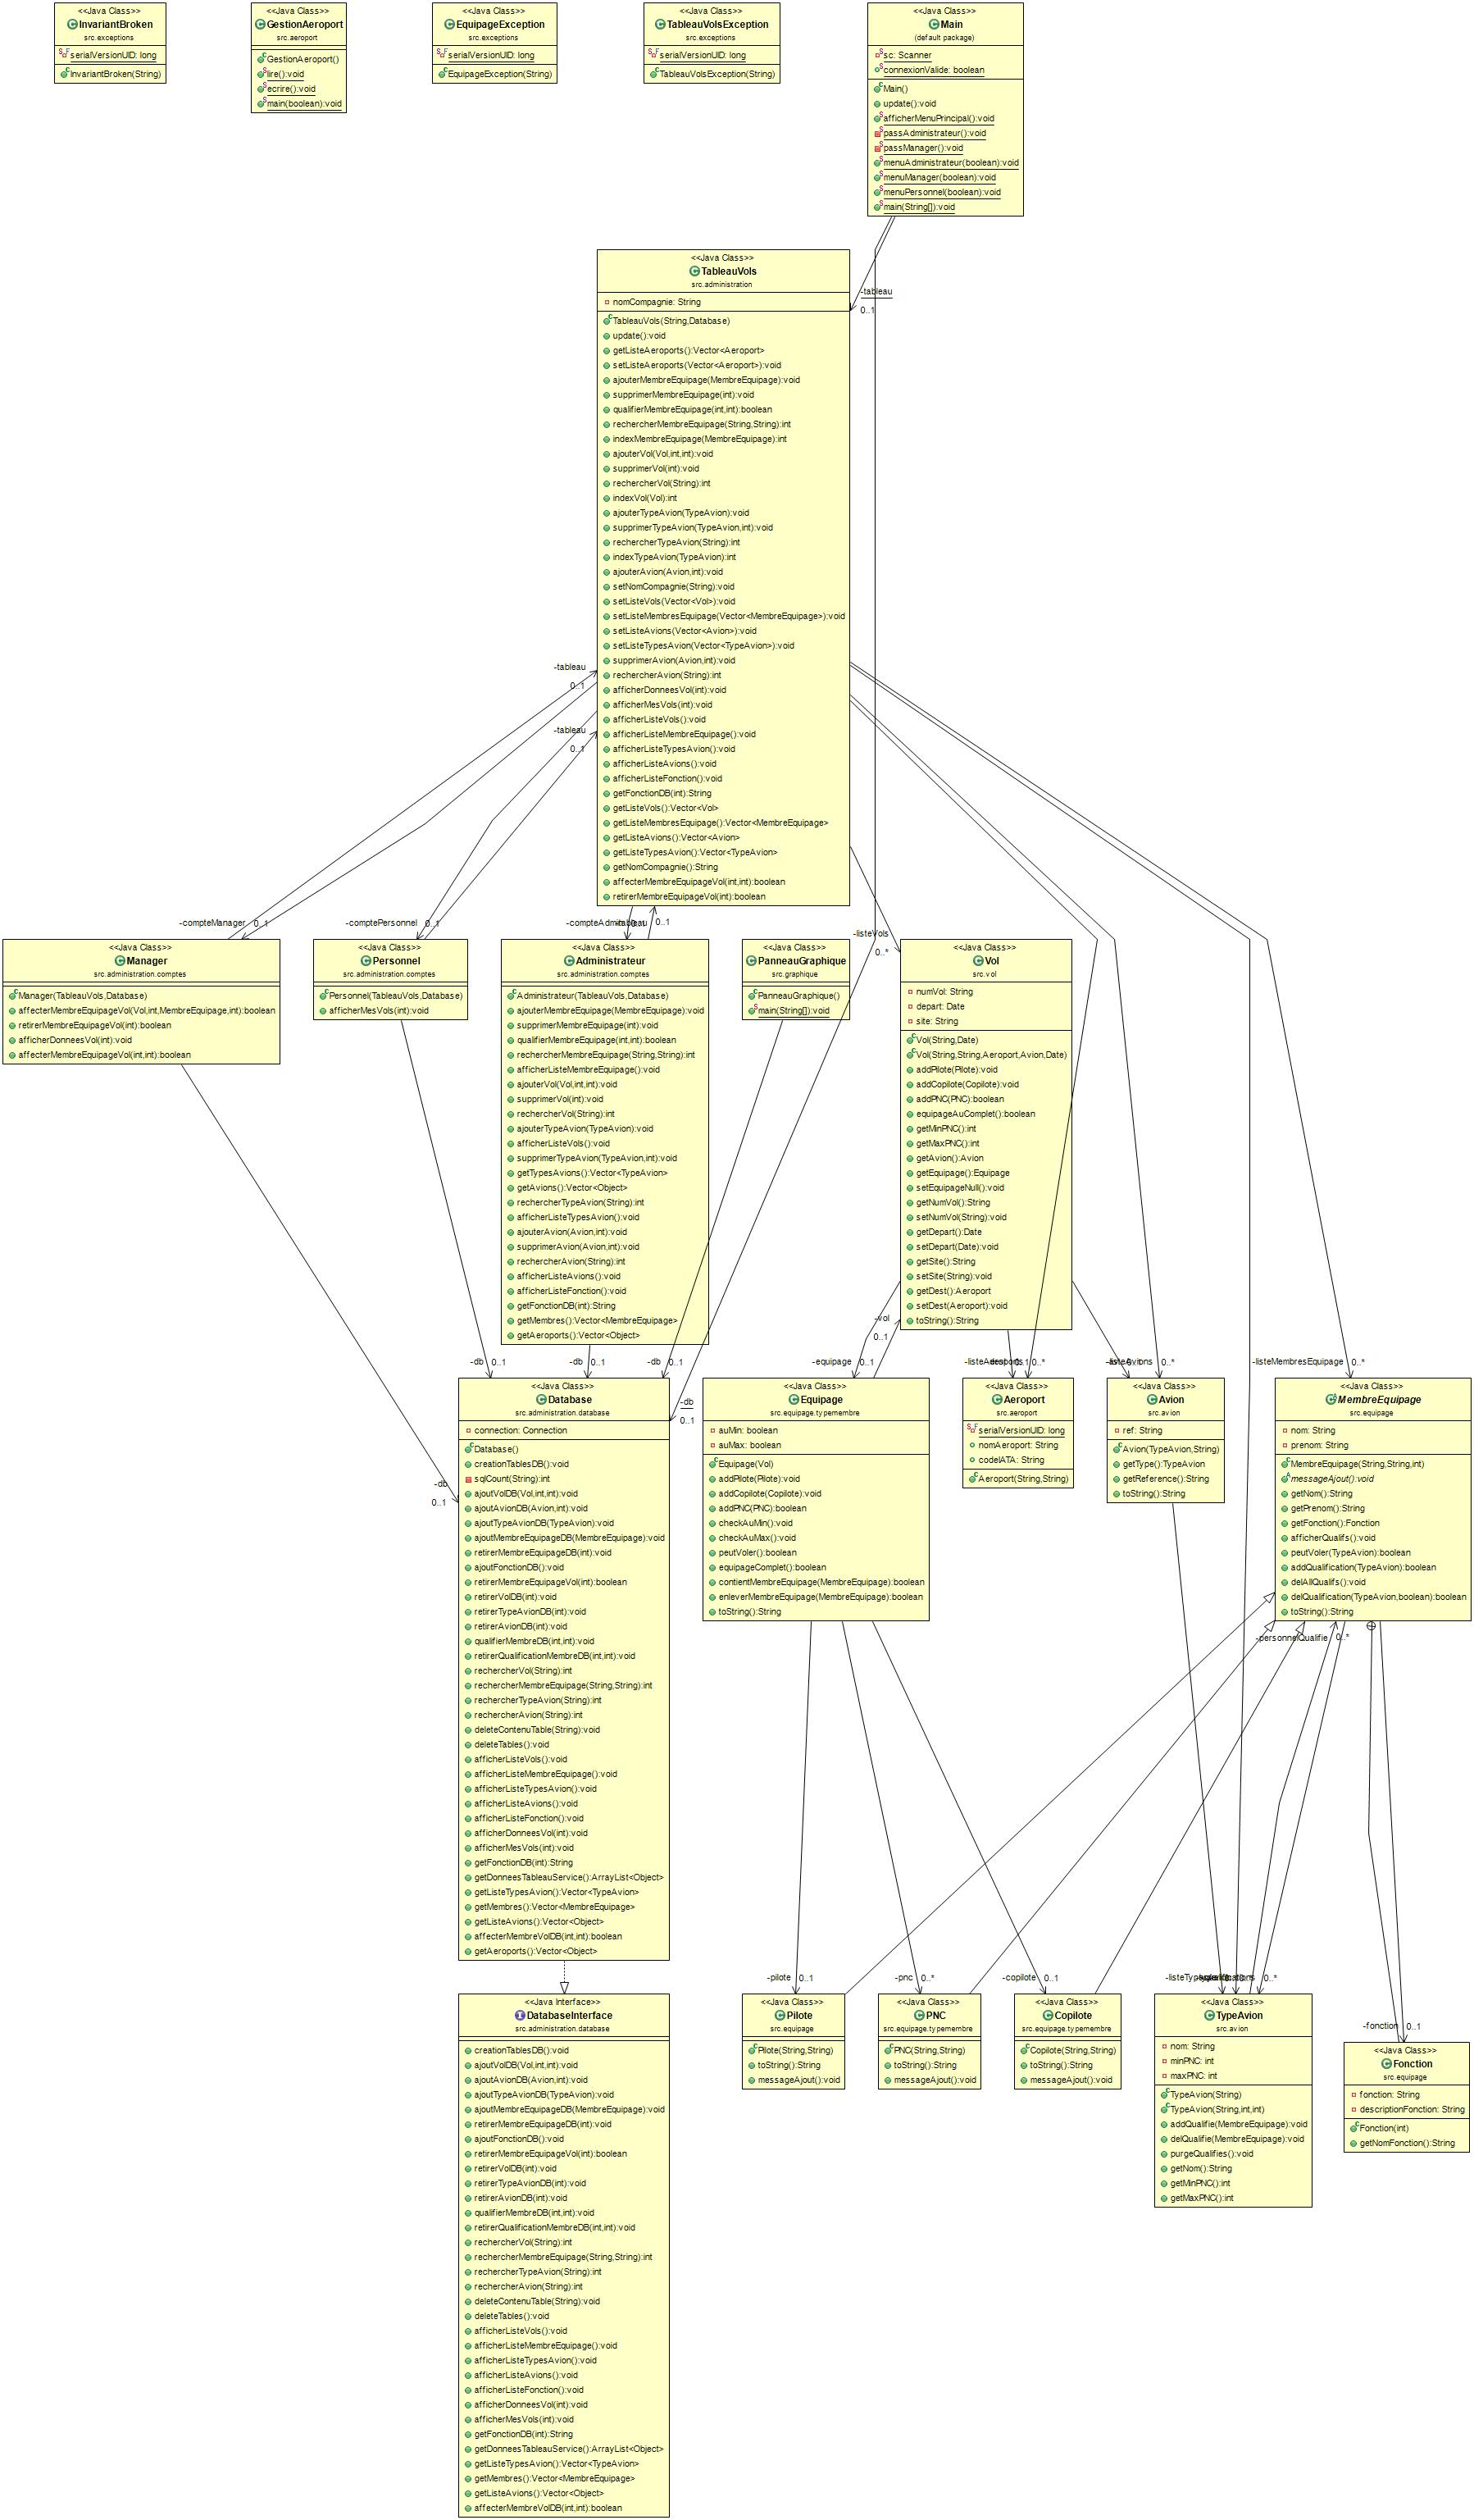 <<Java Class>>
InvariantBroken
src.exceptions
serialVersionUID: long
InvariantBroken(String)
<<Java Class>>
GestionAeroport
src.aeroport
GestionAeroport()
lire():void
ecrire():void
main(boolean):void
<<Java Class>>
EquipageException
src.exceptions
serialVersionUID: long
EquipageException(String)
<<Java Class>>
TableauVolsException
src.exceptions
serialVersionUID: long
TableauVolsException(String)
<<Java Class>>
Main
(default package)
sc: Scanner
connexionValide: boolean
Main()
update():void
afficherMenuPrincipal():void
passAdministrateur():void
passManager():void
menuAdministrateur(boolean):void
menuManager(boolean):void
menuPersonnel(boolean):void
main(String[]):void
-tableau
0..1
<<Java Class>>
TableauVols
src.administration
nomCompagnie: String
TableauVols(String,Database)
update():void
getListeAeroports():Vector<Aeroport>
setListeAeroports(Vector<Aeroport>):void
ajouterMembreEquipage(MembreEquipage):void
supprimerMembreEquipage(int):void
qualifierMembreEquipage(int,int):boolean
rechercherMembreEquipage(String,String):int
indexMembreEquipage(MembreEquipage):int
ajouterVol(Vol,int,int):void
supprimerVol(int):void
rechercherVol(String):int
indexVol(Vol):int
ajouterTypeAvion(TypeAvion):void
supprimerTypeAvion(TypeAvion,int):void
rechercherTypeAvion(String):int
indexTypeAvion(TypeAvion):int
ajouterAvion(Avion,int):void
setNomCompagnie(String):void
setListeVols(Vector<Vol>):void
setListeMembresEquipage(Vector<MembreEquipage>):void
setListeAvions(Vector<Avion>):void
setListeTypesAvion(Vector<TypeAvion>):void
supprimerAvion(Avion,int):void
rechercherAvion(String):int
afficherDonneesVol(int):void
afficherMesVols(int):void
afficherListeVols():void
afficherListeMembreEquipage():void
afficherListeTypesAvion():void
afficherListeAvions():void
afficherListeFonction():void
getFonctionDB(int):String
getListeVols():Vector<Vol>
getListeMembresEquipage():Vector<MembreEquipage>
getListeAvions():Vector<Avion>
getListeTypesAvion():Vector<TypeAvion>
getNomCompagnie():String
affecterMembreEquipageVol(int,int):boolean
retirerMembreEquipageVol(int):boolean
-tableau
0..1
-tableau
0..1
-compteManager 0..1
-comptePersonnel 0..1
0..1
-listeVols
0..*
<<Java Class>>
Manager
src.administration.comptes
Manager(TableauVols,Database)
affecterMembreEquipageVol(Vol,int,MembreEquipage,int):boolean
retirerMembreEquipageVol(int):boolean
afficherDonneesVol(int):void
affecterMembreEquipageVol(int,int):boolean
<<Java Class>>
Personnel
src.administration.comptes
Personnel(TableauVols,Database)
afficherMesVols(int):void
<<Java Class>>
Administrateur
src.administration.comptes
Administrateur(TableauVols,Database)
ajouterMembreEquipage(MembreEquipage):void
supprimerMembreEquipage(int):void
qualifierMembreEquipage(int,int):boolean
rechercherMembreEquipage(String,String):int
afficherListeMembreEquipage():void
ajouterVol(Vol,int,int):void
supprimerVol(int):void
rechercherVol(String):int
ajouterTypeAvion(TypeAvion):void
afficherListeVols():void
supprimerTypeAvion(TypeAvion,int):void
getTypesAvions():Vector<TypeAvion>
getAvions():Vector<Object>
rechercherTypeAvion(String):int
afficherListeTypesAvion():void
ajouterAvion(Avion,int):void
supprimerAvion(Avion,int):void
rechercherAvion(String):int
afficherListeAvions():void
afficherListeFonction():void
getFonctionDB(int):String
getMembres():Vector<MembreEquipage>
getAeroports():Vector<Object>
<<Java Class>>
PanneauGraphique
src.graphique
PanneauGraphique()
main(String[]):void
<<Java Class>>
Vol
src.vol
numVol: String
depart: Date
site: String
Vol(String,Date)
Vol(String,String,Aeroport,Avion,Date)
addPilote(Pilote):void
addCopilote(Copilote):void
addPNC(PNC):boolean
equipageAuComplet():boolean
getMinPNC():int
getMaxPNC():int
getAvion():Avion
getEquipage():Equipage
setEquipageNull():void
getNumVol():String
setNumVol(String):void
getDepart():Date
setDepart(Date):void
getSite():String
setSite(String):void
getDest():Aeroport
setDest(Aeroport):void
toString():String
-vol
0..1
-db 0..1
-db 0..1
-db 0..1
-equipage 0..1
0..*
0..*
-listeMembresEquipage 0..*
-db
0..1
-db
0..1
<<Java Class>>
Database
src.administration.database
connection: Connection
Database()
creationTablesDB():void
sqlCount(String):int
ajoutVolDB(Vol,int,int):void
ajoutAvionDB(Avion,int):void
ajoutTypeAvionDB(TypeAvion):void
ajoutMembreEquipageDB(MembreEquipage):void
retirerMembreEquipageDB(int):void
ajoutFonctionDB():void
retirerMembreEquipageVol(int):boolean
retirerVolDB(int):void
retirerTypeAvionDB(int):void
retirerAvionDB(int):void
qualifierMembreDB(int,int):void
retirerQualificationMembreDB(int,int):void
rechercherVol(String):int
rechercherMembreEquipage(String,String):int
rechercherTypeAvion(String):int
rechercherAvion(String):int
deleteContenuTable(String):void
deleteTables():void
afficherListeVols():void
afficherListeMembreEquipage():void
afficherListeTypesAvion():void
afficherListeAvions():void
afficherListeFonction():void
afficherDonneesVol(int):void
afficherMesVols(int):void
getFonctionDB(int):String
getDonneesTableauService():ArrayList<Object>
getListeTypesAvion():Vector<TypeAvion>
getMembres():Vector<MembreEquipage>
getListeAvions():Vector<Object>
affecterMembreVolDB(int,int):boolean
getAeroports():Vector<Object>
<<Java Class>>
Equipage
src.equipage.typemembre
auMin: boolean
auMax: boolean
Equipage(Vol)
addPilote(Pilote):void
addCopilote(Copilote):void
addPNC(PNC):boolean
checkAuMin():void
checkAuMax():void
peutVoler():boolean
equipageComplet():boolean
contientMembreEquipage(MembreEquipage):boolean
enleverMembreEquipage(MembreEquipage):boolean
toString():String
<<Java Class>>
Aeroport
src.aeroport
serialVersionUID: long
nomAeroport: String
codeIATA: String
Aeroport(String,String)
<<Java Class>>
Avion
src.avion
ref: String
Avion(TypeAvion,String)
getType():TypeAvion
getReference():String
toString():String
<<Java Class>>
MembreEquipage
src.equipage
nom: String
prenom: String
MembreEquipage(String,String,int)
messageAjout():void
getNom():String
getPrenom():String
getFonction():Fonction
afficherQualifs():void
peutVoler(TypeAvion):boolean
addQualification(TypeAvion):boolean
delAllQualifs():void
delQualification(TypeAvion,boolean):boolean
toString():String
-personnelQualifie 0..*
-pilote 0..1
-pnc 0..*
-copilote 0..1
0..*
-fonction 0..1
<<Java Interface>>
DatabaseInterface
src.administration.database
creationTablesDB():void
ajoutVolDB(Vol,int,int):void
ajoutAvionDB(Avion,int):void
ajoutTypeAvionDB(TypeAvion):void
ajoutMembreEquipageDB(MembreEquipage):void
retirerMembreEquipageDB(int):void
ajoutFonctionDB():void
retirerMembreEquipageVol(int):boolean
retirerVolDB(int):void
retirerTypeAvionDB(int):void
retirerAvionDB(int):void
qualifierMembreDB(int,int):void
retirerQualificationMembreDB(int,int):void
rechercherVol(String):int
rechercherMembreEquipage(String,String):int
rechercherTypeAvion(String):int
rechercherAvion(String):int
deleteContenuTable(String):void
deleteTables():void
afficherListeVols():void
afficherListeMembreEquipage():void
afficherListeTypesAvion():void
afficherListeAvions():void
afficherListeFonction():void
afficherDonneesVol(int):void
afficherMesVols(int):void
getFonctionDB(int):String
getDonneesTableauService():ArrayList<Object>
getListeTypesAvion():Vector<TypeAvion>
getMembres():Vector<MembreEquipage>
getListeAvions():Vector<Object>
affecterMembreVolDB(int,int):boolean
<<Java Class>>
Pilote
src.equipage
Pilote(String,String)
toString():String
messageAjout():void
<<Java Class>>
PNC
src.equipage.typemembre
PNC(String,String)
toString():String
messageAjout():void
<<Java Class>>
Copilote
src.equipage.typemembre
Copilote(String,String)
toString():String
messageAjout():void
<<Java Class>>
TypeAvion
src.avion
nom: String
minPNC: int
maxPNC: int
TypeAvion(String)
TypeAvion(String,int,int)
addQualifie(MembreEquipage):void
delQualifie(MembreEquipage):void
purgeQualifies():void
getNom():String
getMinPNC():int
getMaxPNC():int
<<Java Class>>
Fonction
src.equipage
fonction: String
descriptionFonction: String
Fonction(int)
getNomFonction():String